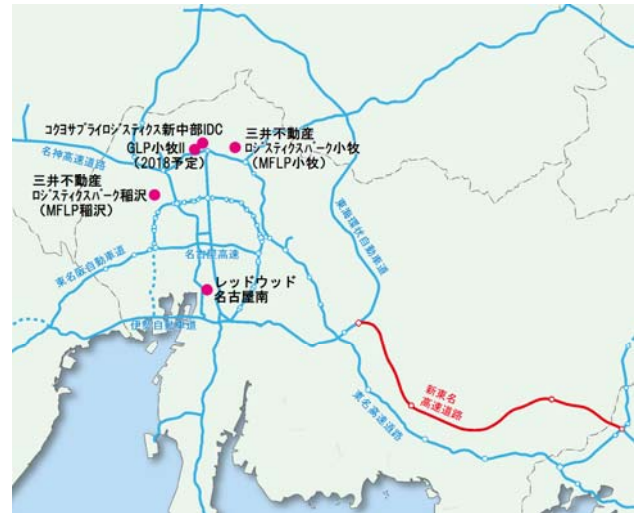 コクヨサプライロジスティクス新中部IDC
GLP小牧II
（2018予定）
三井不動産
ロジスティクスパーク小牧
（MFLP小牧）
名神高速道路
三井不動産
ロジスティクスパーク稲沢
（MFLP稲沢）
東海環状自動車道
名古屋高速
東名阪自動車道
レッドウッド
名古屋南
伊勢自動車道
新東名
高速道路
東名高速道路